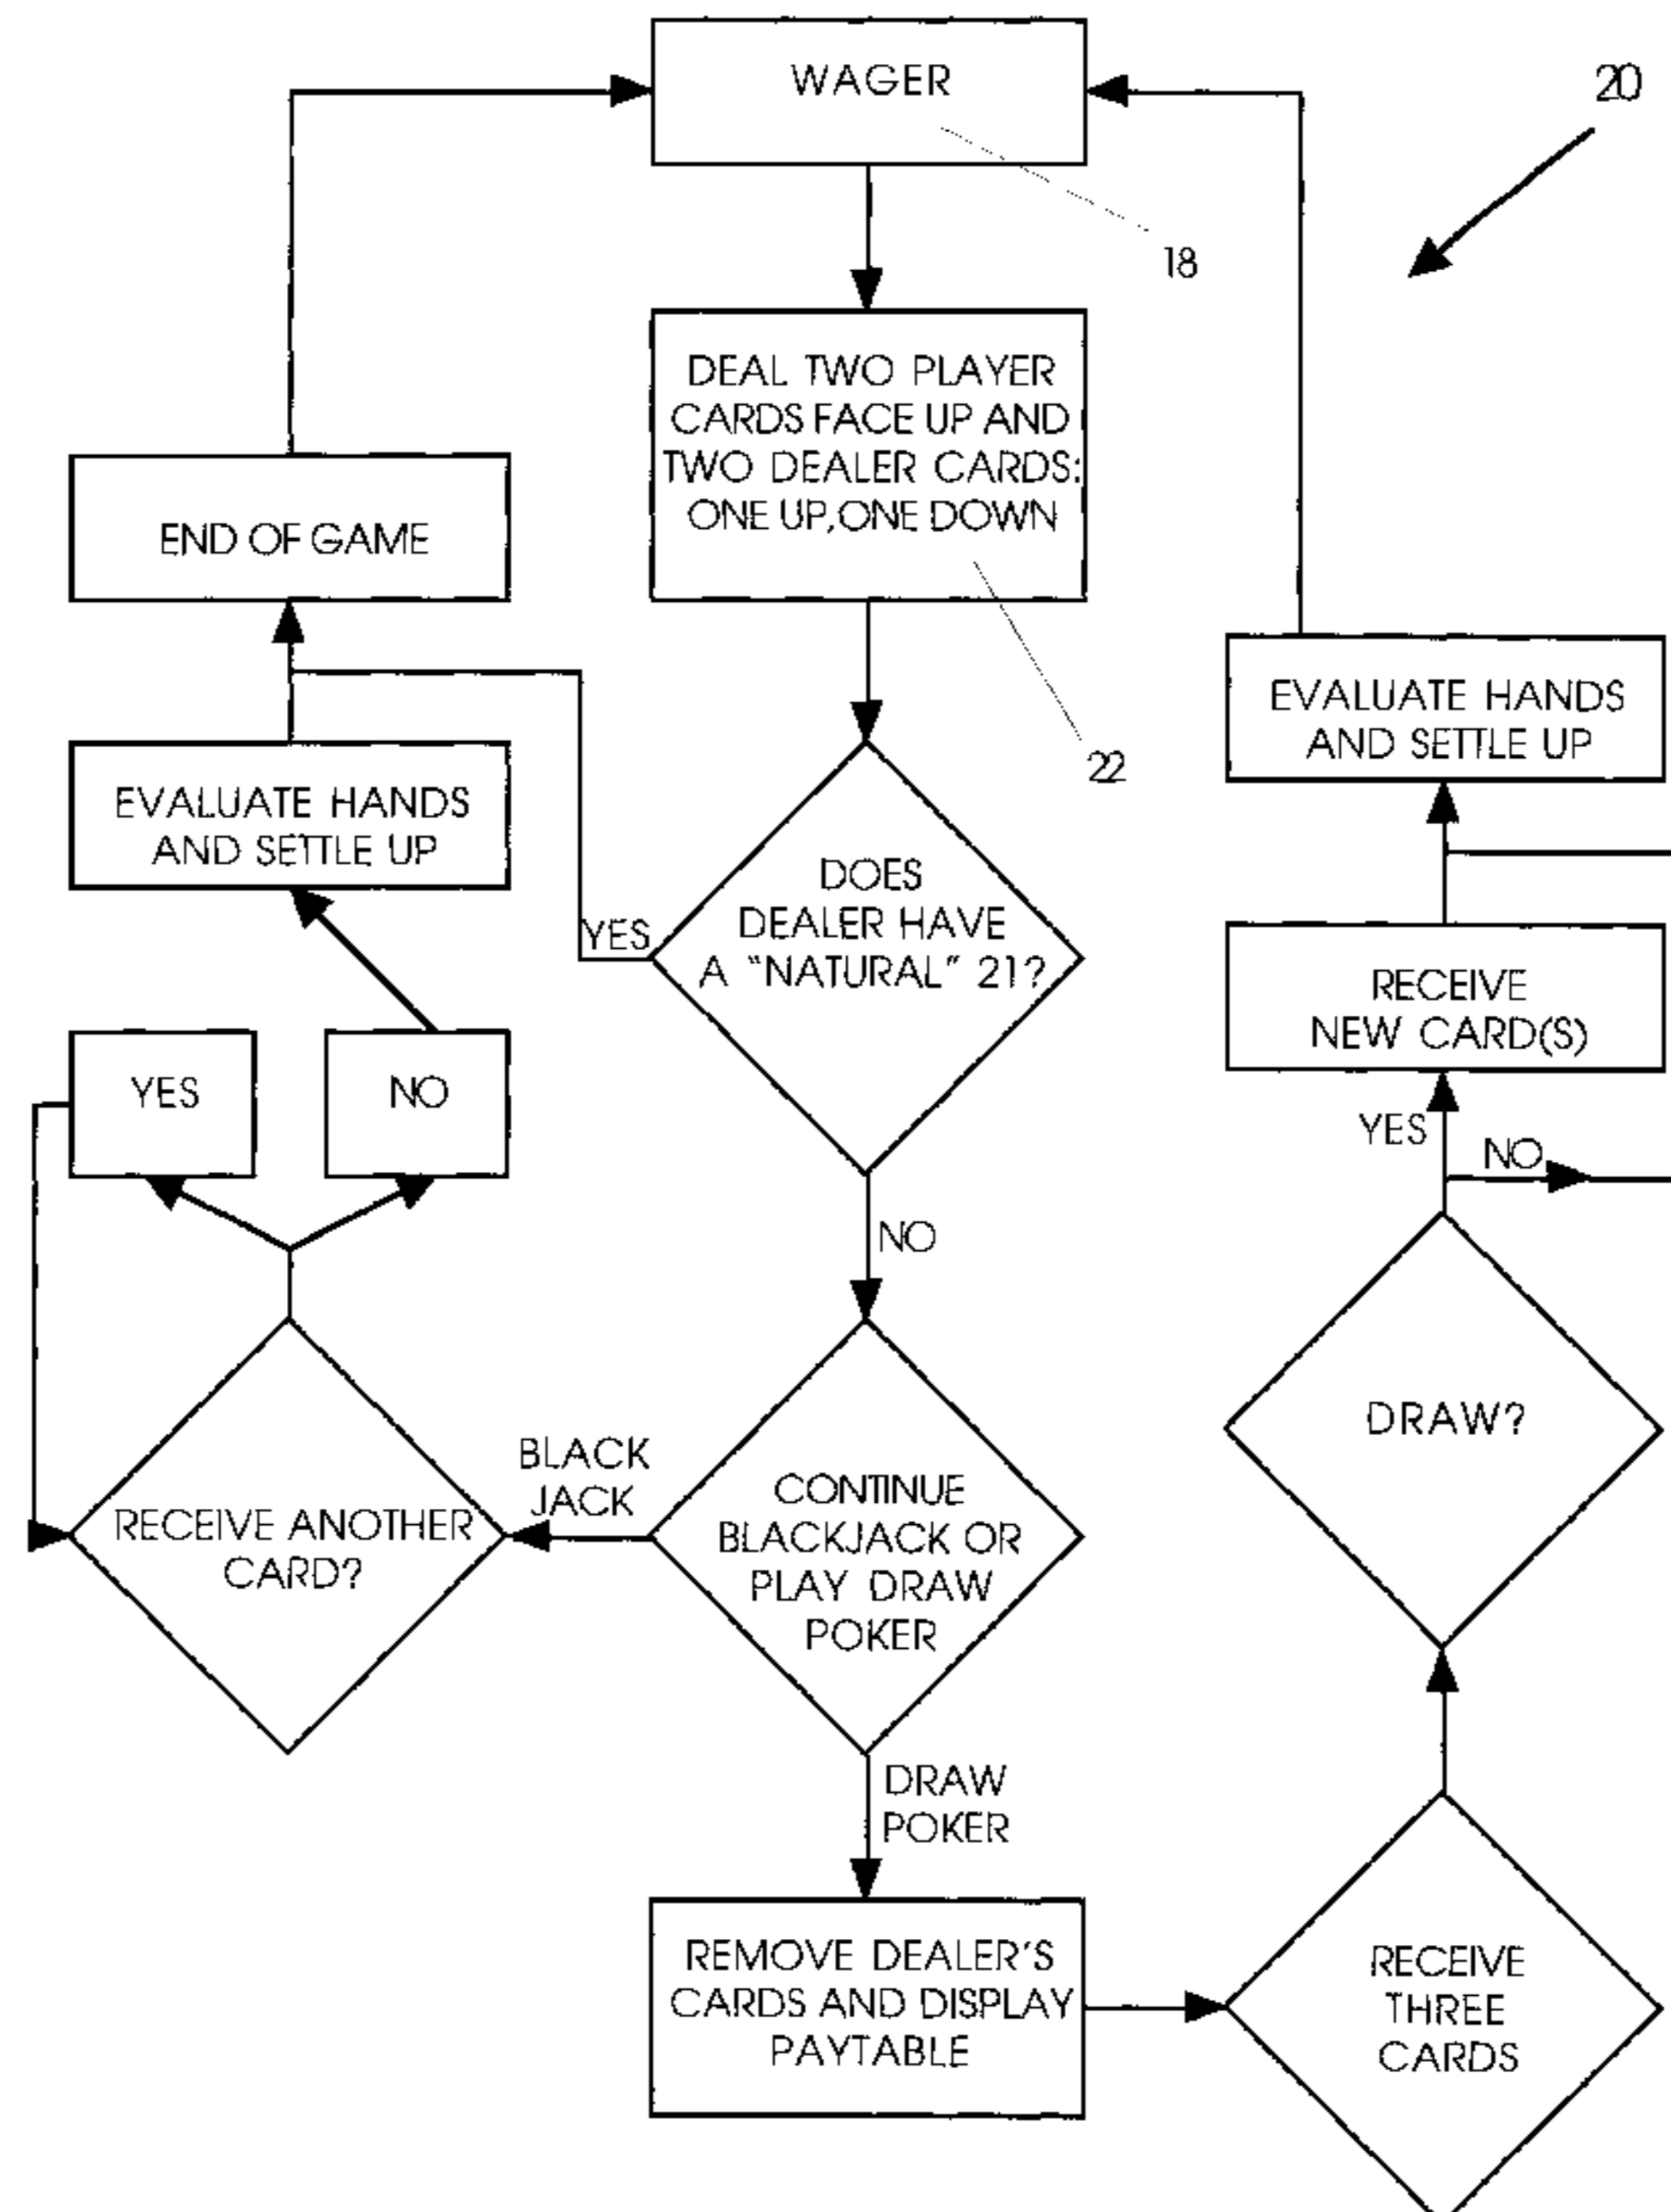 WAGER
20
18
DEAL TWO PLAYER
CARDS FACE UP AND
TWO DEALER CARDS:
ONE UP, ONE DOWN
22
END OF GAME
EVALUATE HANDS
AND SETTLE UP
EVALUATE HANDS
AND SETTLE UP
DOES
DEALER HAVE
A "NATURAL" 21?
YES
RECEIVE
NEW CARD(S)
YES
NO
YES
NO
NO
DRAW?
RECEIVE ANOTHER
CARD?
BLACK
JACK
CONTINUE
BLACKJACK OR
PLAY DRAW
POKER
DRAW
POKER
REMOVE DEALER'S
CARDS AND DISPLAY
PAYTABLE
RECEIVE
THREE
CARDS